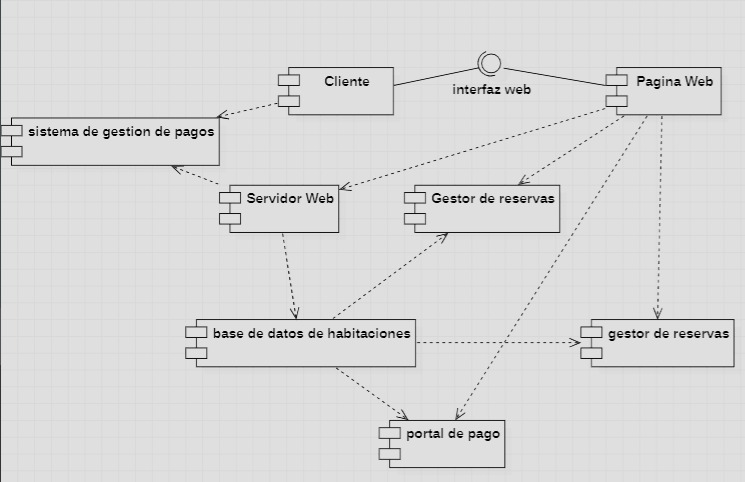 Cliente
interfaz web
Pagina Web
sistema de gestion de pagos
Servidor Web
Gestor de reservas
base de datos de habitaciones
gestor de reservas
portal de pago